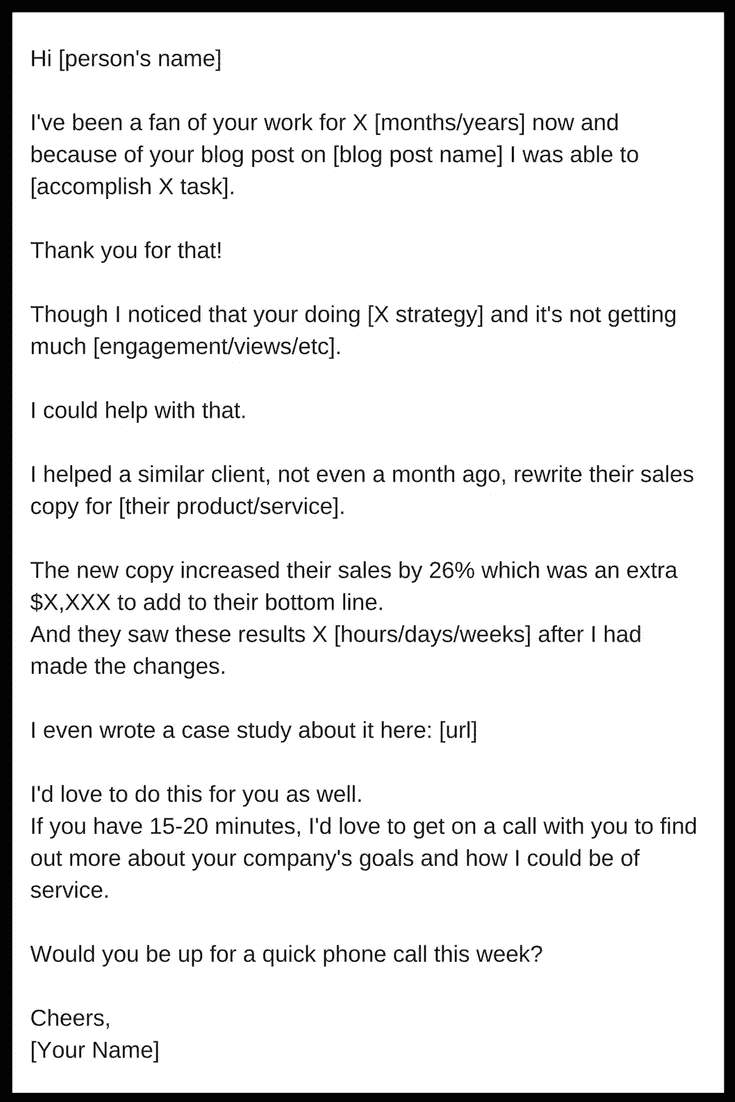 Hi [person's name]
I've been a fan of your work for X [months/years] now and
because of your blog post on [blog post name] I was able to
[accomplish X task].
Thank you for that!
Though I noticed that your doing [X strategy] and it's not getting
much [engagement/views/etc].
I could help with that.
I helped a similar client, not even a month ago, rewrite their sales
copy for [their product/service].
The new copy increased their sales by 26% which was an extra
$X,XXX to add to their bottom line.
And they saw these results X [hours/days/weeks] after I had
made the changes.
I even wrote a case study about it here: [url]
I'd love to do this for you as well.
If you have 15-20 minutes, I'd love to get on a call with you to find
out more about your company's goals and how I could be of
service.
Would you be up for a quick phone call this week?
Cheers,
[Your Name]